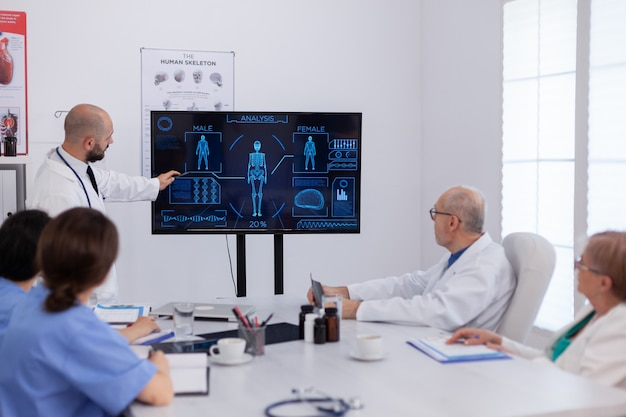 THE
HUMAN SKELETON
ANALYSIS
MALE
FEMALE
20%